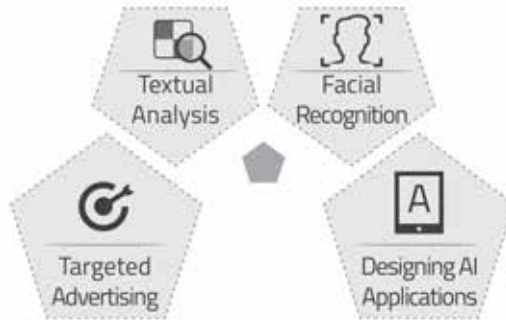 Textual
Analysis
Facial
Recognition
Targeted
Advertising
A
Designing AI
Applications